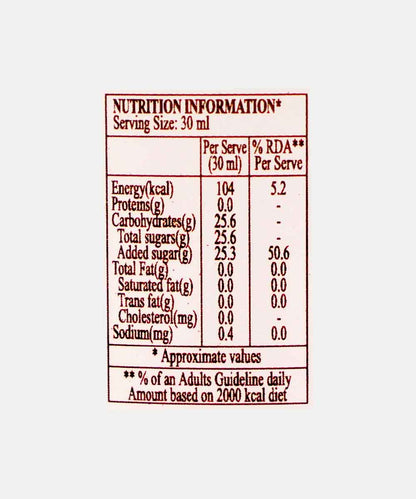 NUTRITION INFORMATION*
Serving Size: 30 ml
Per Serve % RDA**
(30 ml) Per Serve
Energy(kcal) 104 5.2
Proteins(g) 0.0 -
Carbohydrates(g) 25.6 -
Total sugars(g) 25.6 -
Added sugar(g) 25.3 50.6
Total Fat(g) 0.0 0.0
Saturated fat(g) 0.0 0.0
Trans fat(g) 0.0 0.0
Cholesterol(mg) 0.0 -
Sodium(mg) 0.4 0.0
* Approximate values
** % of an Adults Guideline daily
Amount based on 2000 kcal diet